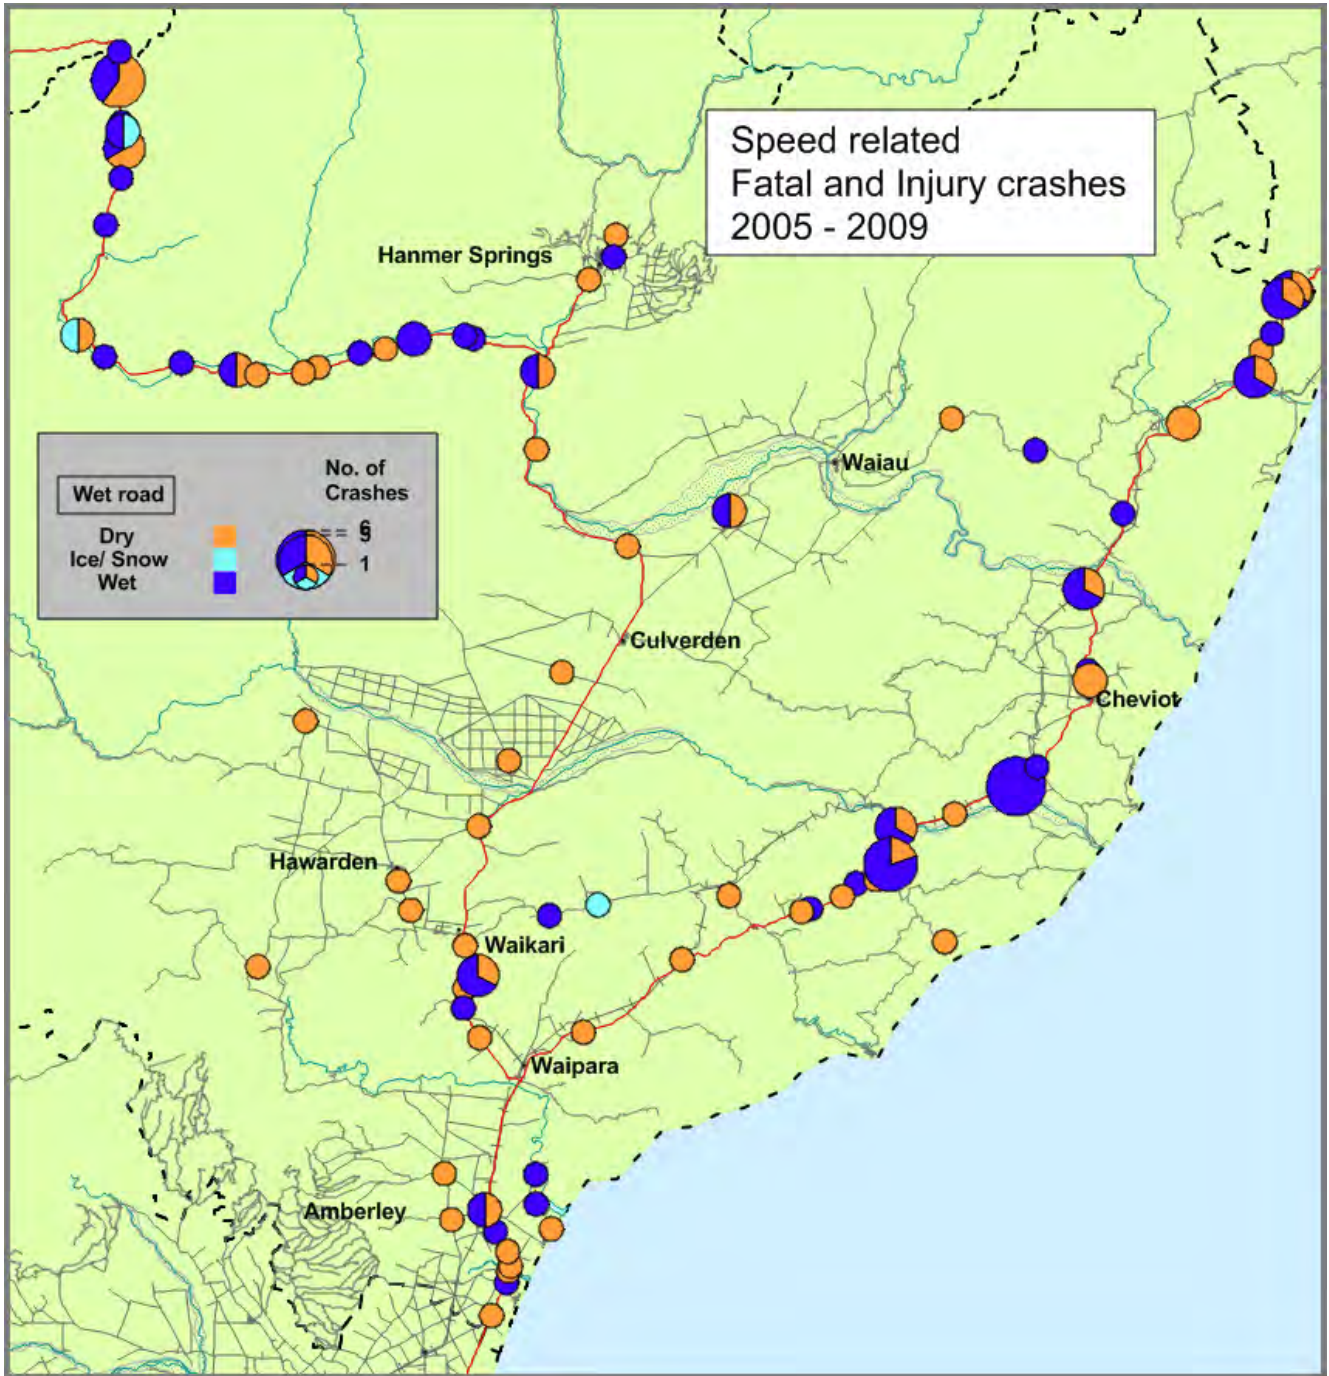 Speed related
Fatal and Injury crashes
2005 - 2009
Hanmer Springs
Waiau
No. of
Crashes
Wet road
Dry
Ice/ Snow
Wet
6
1
Culverden
Cheviot
Hawarden
Waikari
Waipara
Amberley